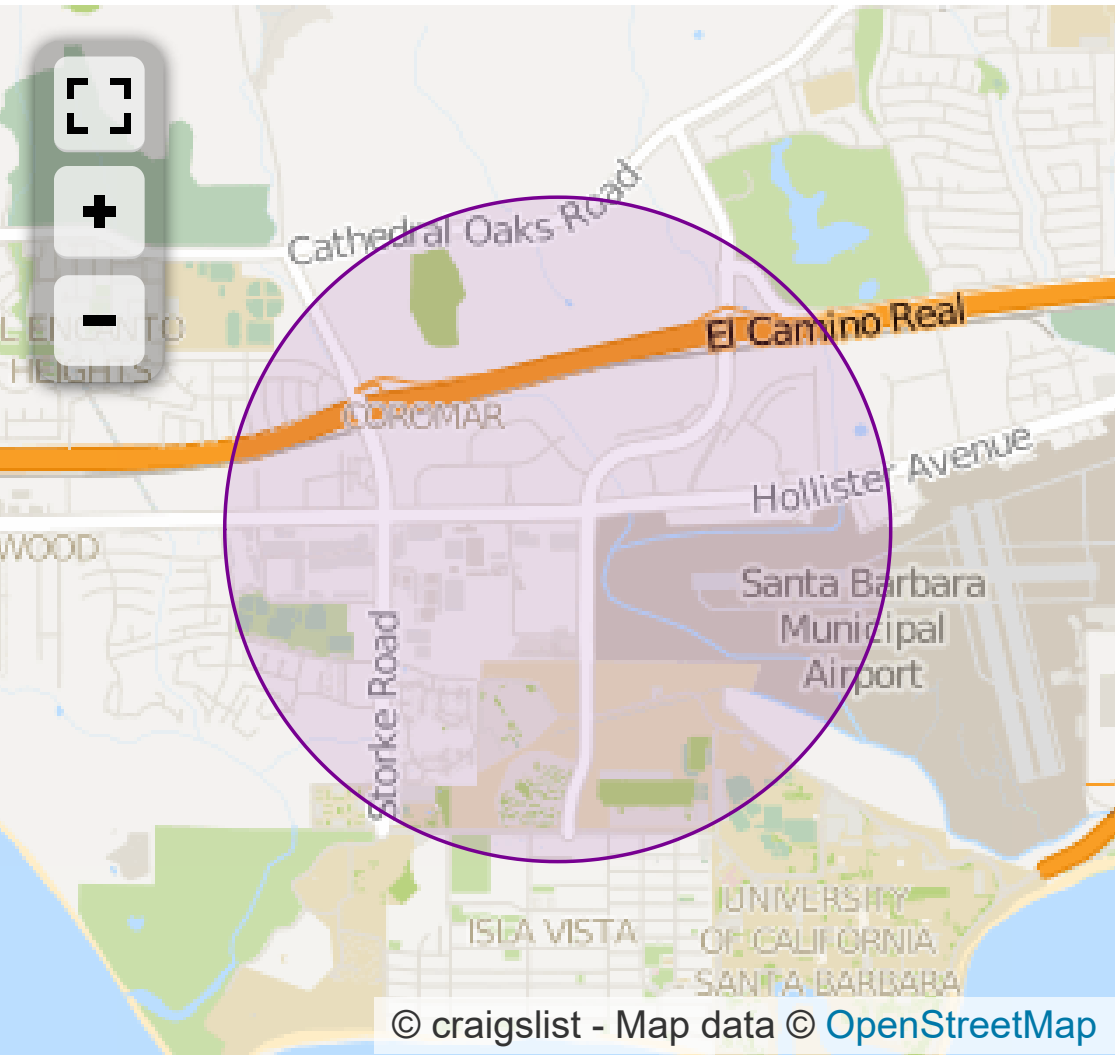 Cathedral Oaks Road
L ENCANTO
HEIGHTS
El Camino Real
COROMAR
Hollister Avenue
WOOD
Santa Barbara
Municipal
Airport
Storke Road
ISLA VISTA
UNIVERSITY
OF CALIFORNIA
- SANTA BARBARA
© craigslist - Map data © OpenStreetMap